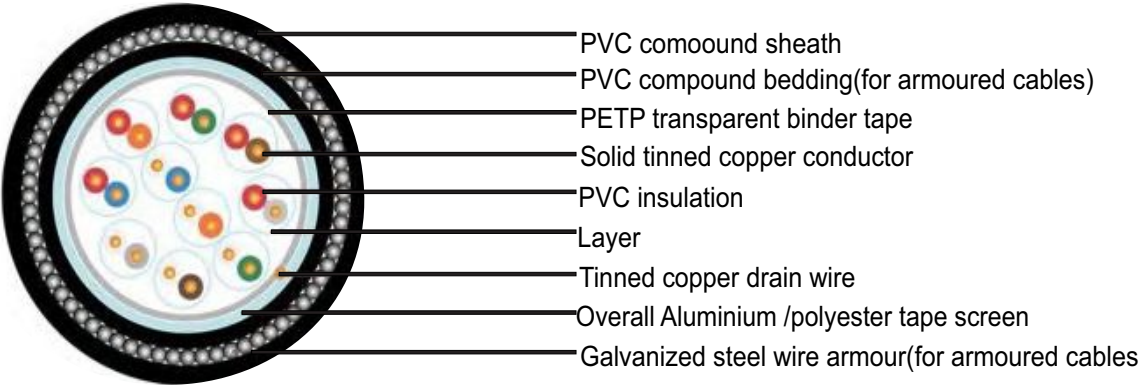 PVC comoound sheath
PVC compound bedding(for armoured cables)
PETP transparent binder tape
Solid tinned copper conductor
PVC insulation
Layer
Tinned copper drain wire
Overall Aluminium /polyester tape screen
Galvanized steel wire armour(for armoured cables